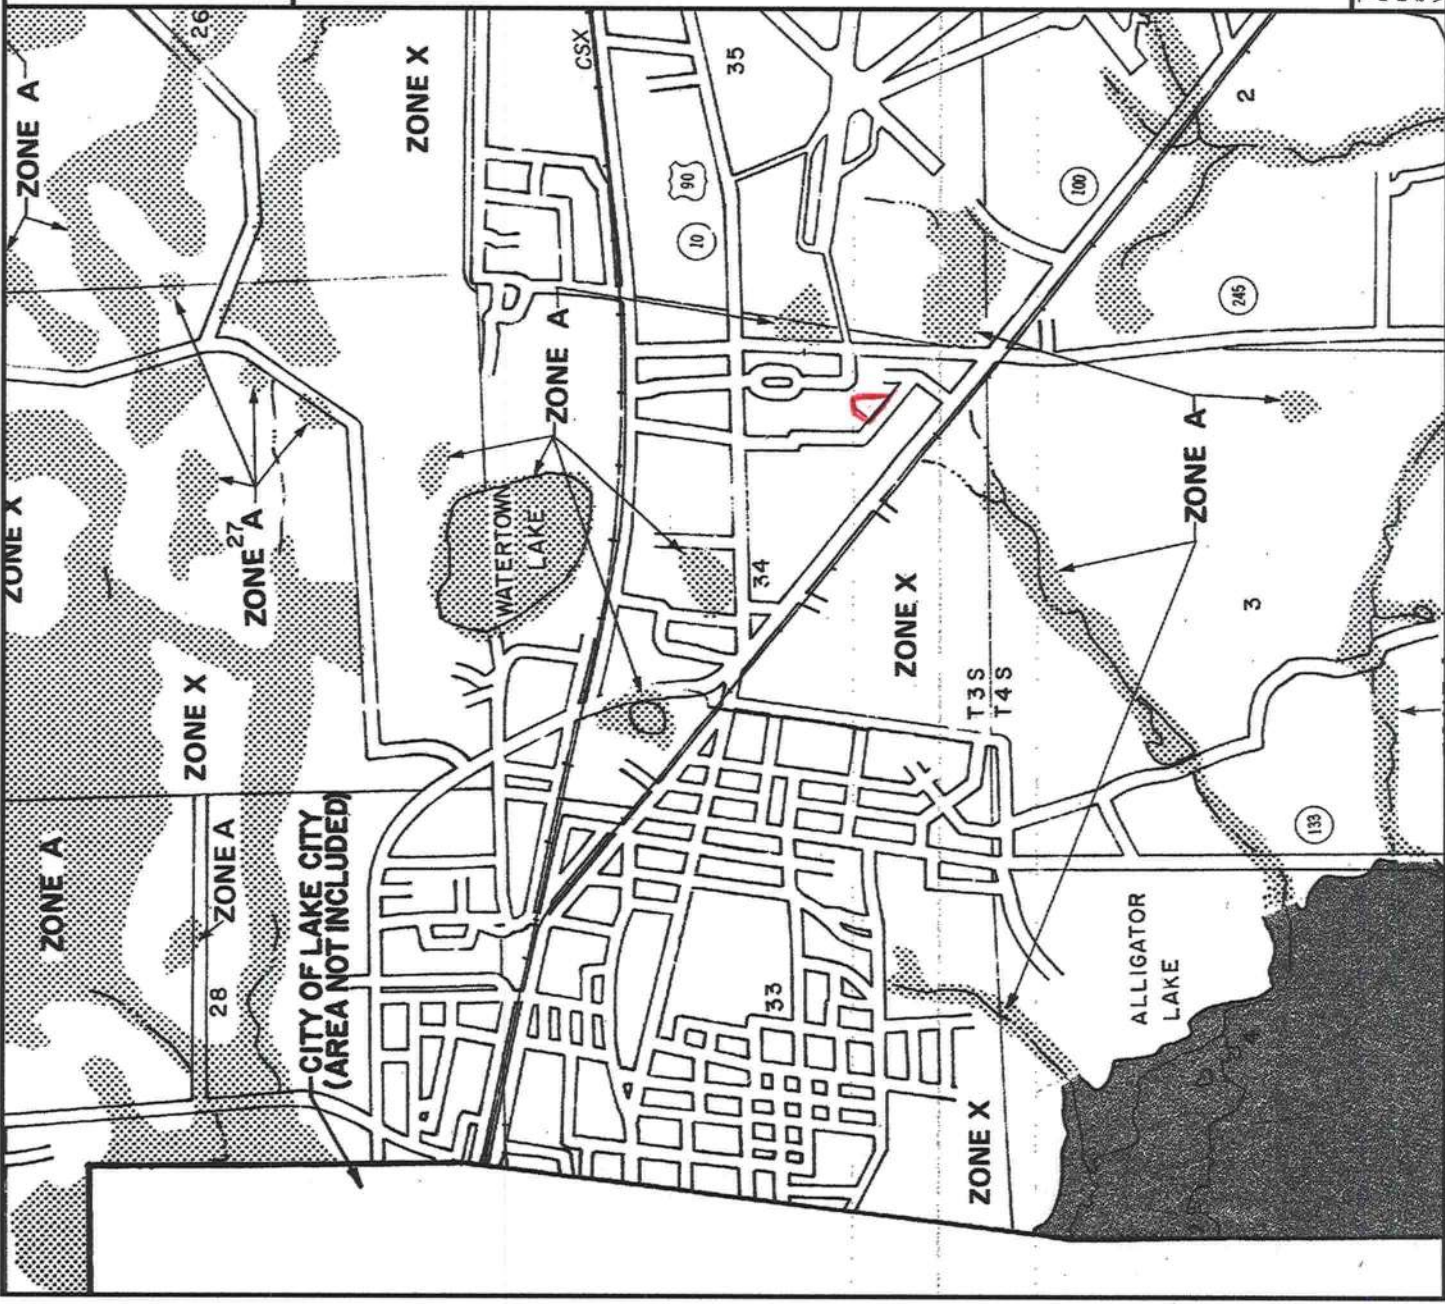 26
ZONE A
ZONE X
CSX
35
2
90
10
100
245
ZONE A
ZONE X
ZONE A
27
WATERTOWN
LAKE
34
ZONE A
ZONE X
3
T3S
T4S
ZONE X
ZONE A
ZONE A
28
CITY OF LAKE CITY
(AREA NOT INCLUDED)
133
33
ALLIGATOR
LAKE
ZONE X